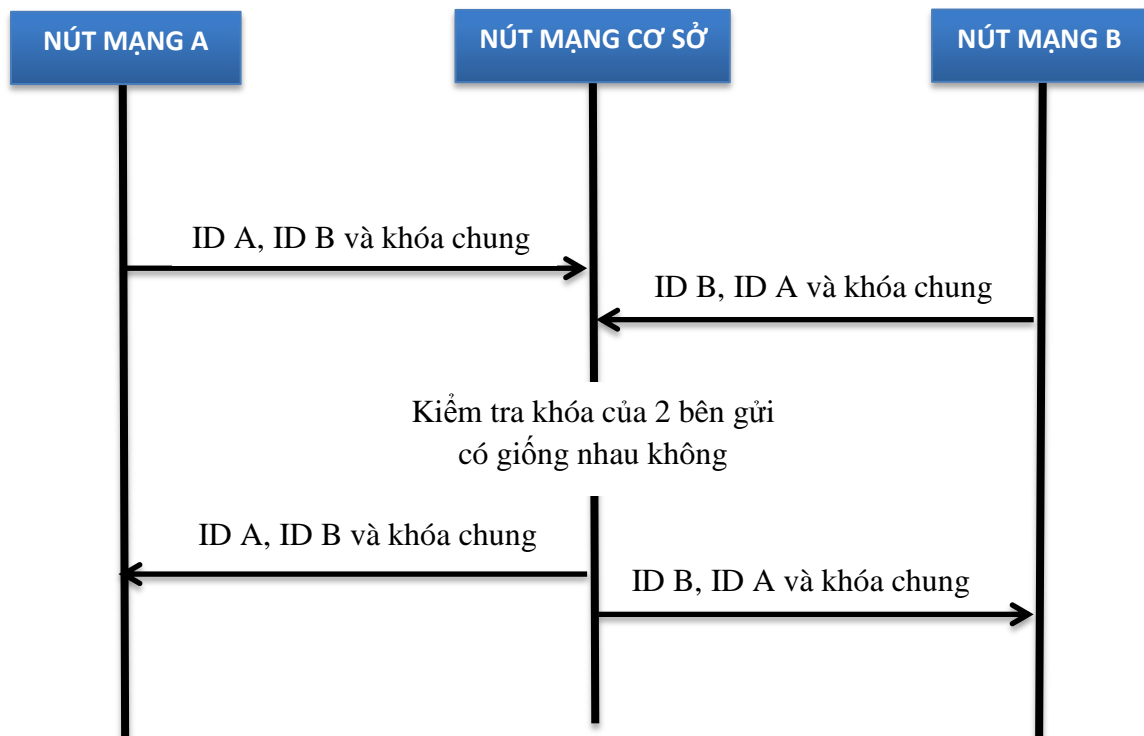 NÚT MẠNG A
NÚT MẠNG CƠ SỞ
NÚT MẠNG B
ID A, ID B và khóa chung
ID B, ID A và khóa chung
Kiểm tra khóa của 2 bên gửi
có giống nhau không
ID A, ID B và khóa chung
ID B, ID A và khóa chung